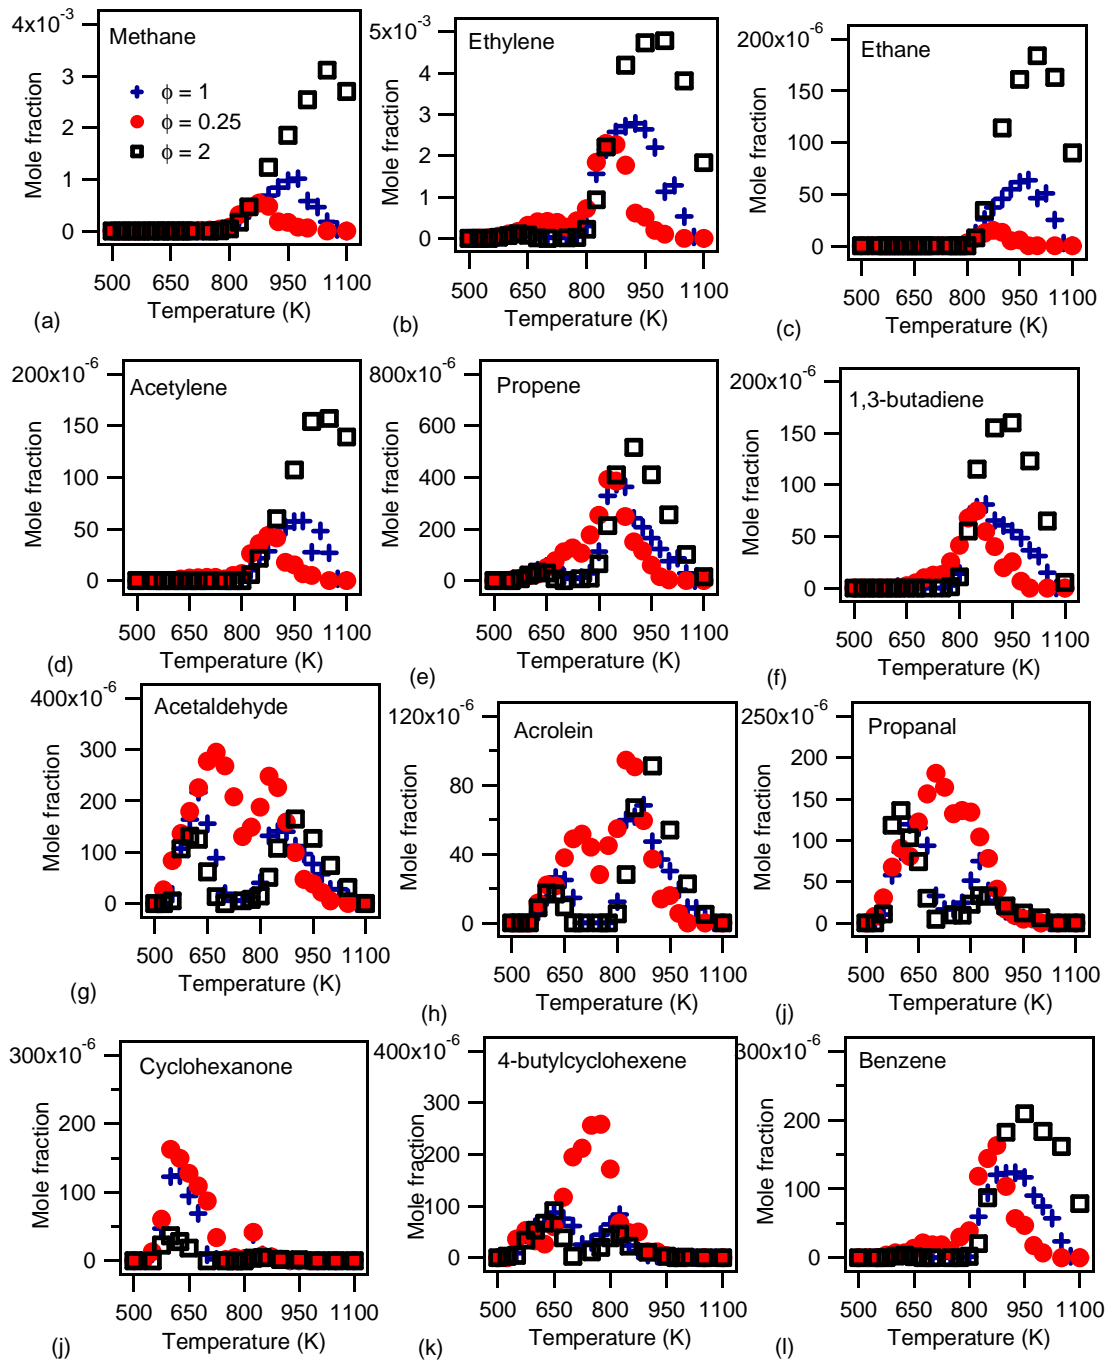 4x10-3
3
2
1
0
Mole fraction
Methane
ϕ = 1
ϕ = 0.25
ϕ = 2
500 650 800 950 1100
Temperature (K)
(a)
5x10-3
4
3
2
1
0
Mole fraction
Ethylene
500 650 800 950 1100
Temperature (K)
(b)
200x10-6
150
100
50
0
Mole fraction
Ethane
500 650 800 950 1100
Temperature (K)
(c)
200x10-6
150
100
50
0
Mole fraction
Acetylene
500 650 800 950 1100
Temperature (K)
(d)
800x10-6
600
400
200
0
Mole fraction
Propene
500 650 800 950 1100
Temperature (K)
(e)
200x10-6
150
100
50
0
Mole fraction
1,3-butadiene
500 650 800 950 1100
Temperature (K)
(f)
400x10-6
300
200
100
0
Mole fraction
Acetaldehyde
500 650 800 950 1100
Temperature (K)
(g)
120x10-6
80
40
0
Mole fraction
Acrolein
500 650 800 950 1100
Temperature (K)
(h)
250x10-6
200
150
100
50
0
Mole fraction
Propanal
500 650 800 950 1100
Temperature (K)
(j)
300x10-6
200
100
0
Mole fraction
Cyclohexanone
500 650 800 950 1100
Temperature (K)
(j)
400x10-6
300
200
100
0
Mole fraction
4-butylcyclohexene
500 650 800 950 1100
Temperature (K)
(k)
300x10-6
200
100
0
Mole fraction
Benzene
500 650 800 950 1100
Temperature (K)
(l)